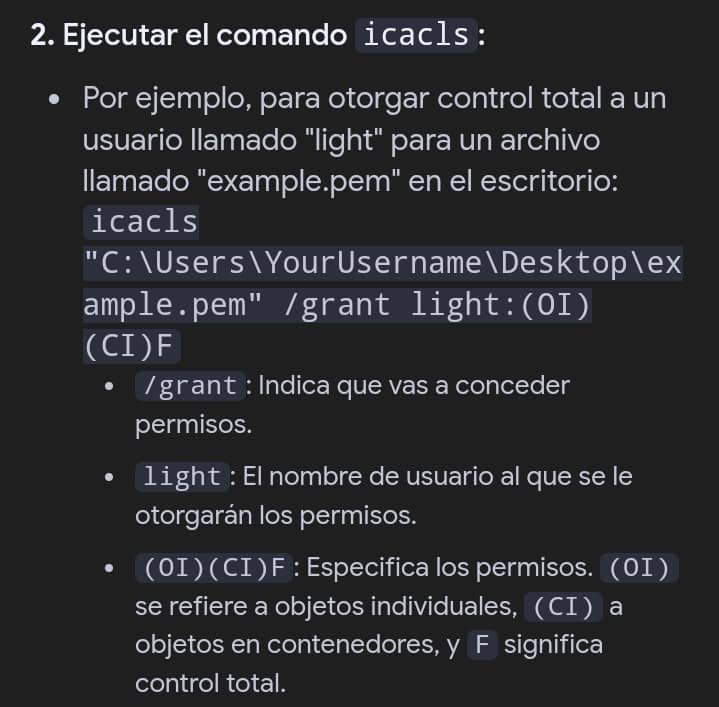 2. Ejecutar el comando icacls:
• Por ejemplo, para otorgar control total a un
usuario llamado "light" para un archivo
llamado "example.pem" en el escritorio:
icacls
"C:\Users\YourUsername\Desktop\ex
ample.pem" /grant light:(OI)
(CI)F
• /grant: Indica que vas a conceder
permisos.
• light: El nombre de usuario al que se le
otorgarán los permisos.
• (OI)(CI)F: Especifica los permisos. (OI)
se refiere a objetos individuales, (CI) a
objetos en contenedores, y F significa
control total.